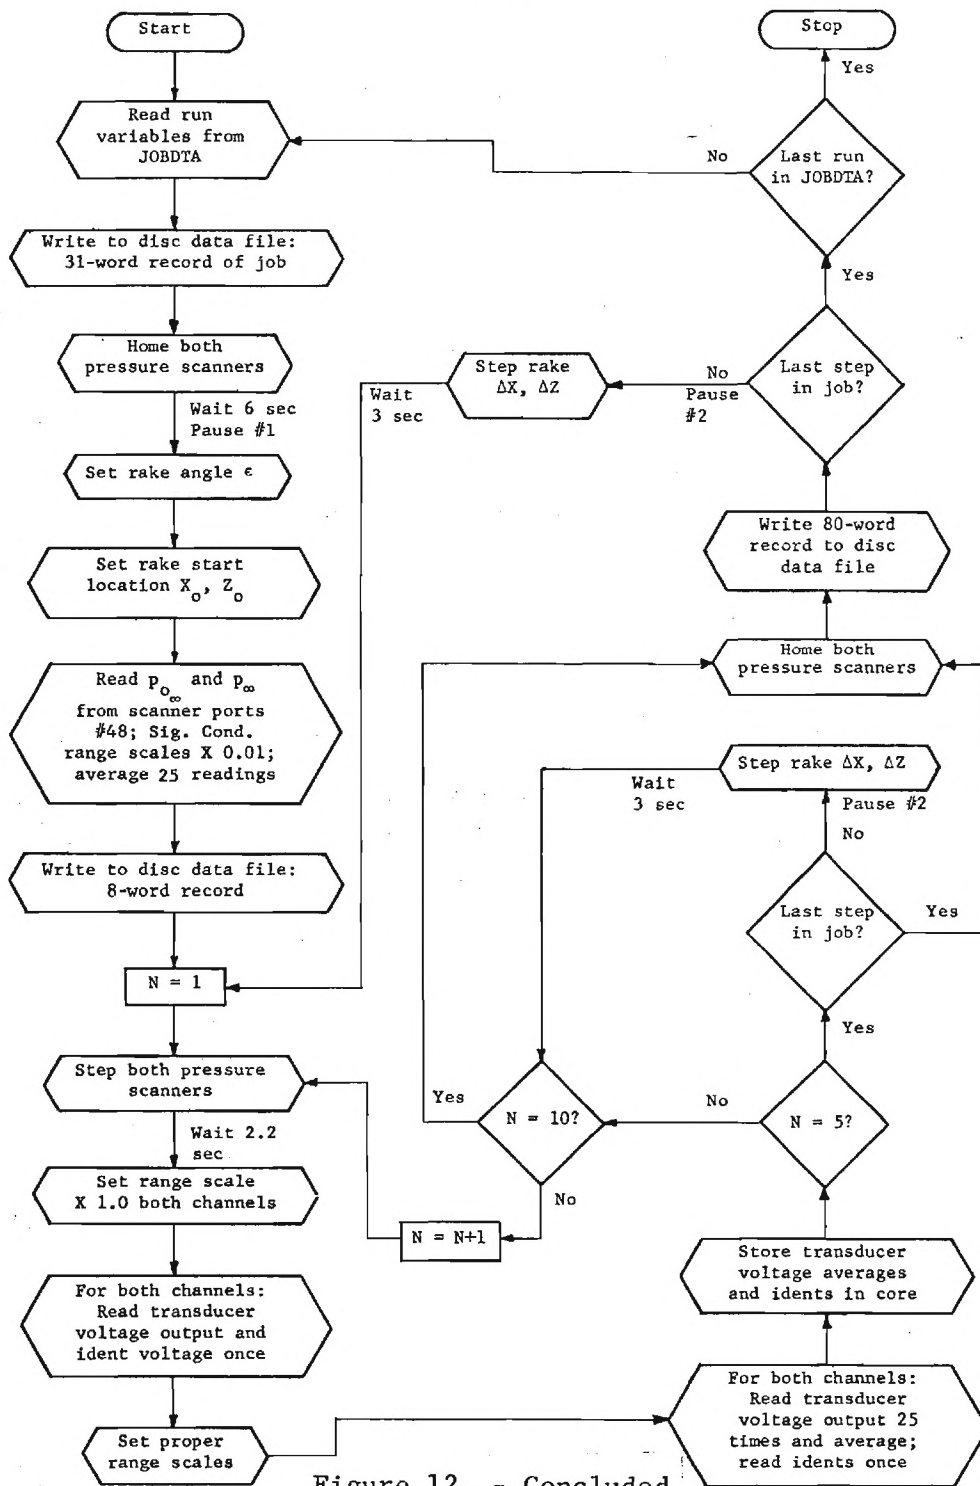 Start
Read run
variables from
JOBDTA
Write to disc data file:
31-word record of job
Home both
pressure scanners
Wait 6 sec
Pause #1
Set rake angle ϵ
Set rake start
location X_o, Z_o
Read p_o_∞ and p_∞
from scanner ports
#48; Sig. Cond.
range scales X 0.01;
average 25 readings
Write to disc data file:
8-word record
N = 1
Step both pressure
scanners
Wait 2.2
sec
Set range scale
X 1.0 both channels
For both channels:
Read transducer
voltage output and
ident voltage once
Set proper
range scales
For both channels:
Read transducer
voltage output 25
times and average;
read idents once
Store transducer
voltage averages
and idents in core
N = 5?
No
Yes
N = 10?
Yes
No
N = N+1
Last step
in job?
Yes
No
Pause #2
Step rake ΔX, ΔZ
Wait
3 sec
Home both
pressure scanners
Write 80-word
record to disc
data file
Last step
in job?
No
Pause
#2
Step rake
ΔX, ΔZ
Wait
3 sec
Yes
Last run
in JOBDTA?
No
Yes
Stop
Figure 12. - Concluded